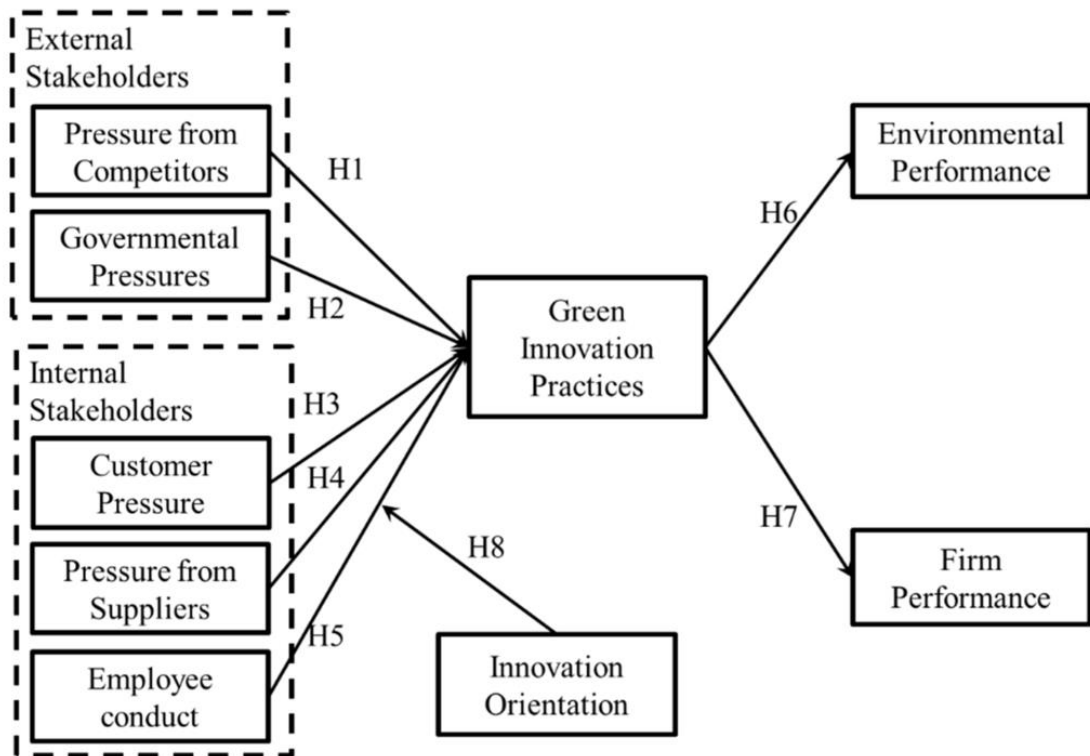 External
Stakeholders
Pressure from
Competitors
H1
Governmental
Pressures
H2
Internal
Stakeholders
H3
Customer
Pressure
H4
Pressure from
Suppliers
H5
Employee
conduct
Green
Innovation
Practices
H8
Innovation
Orientation
H6
Environmental
Performance
H7
Firm
Performance